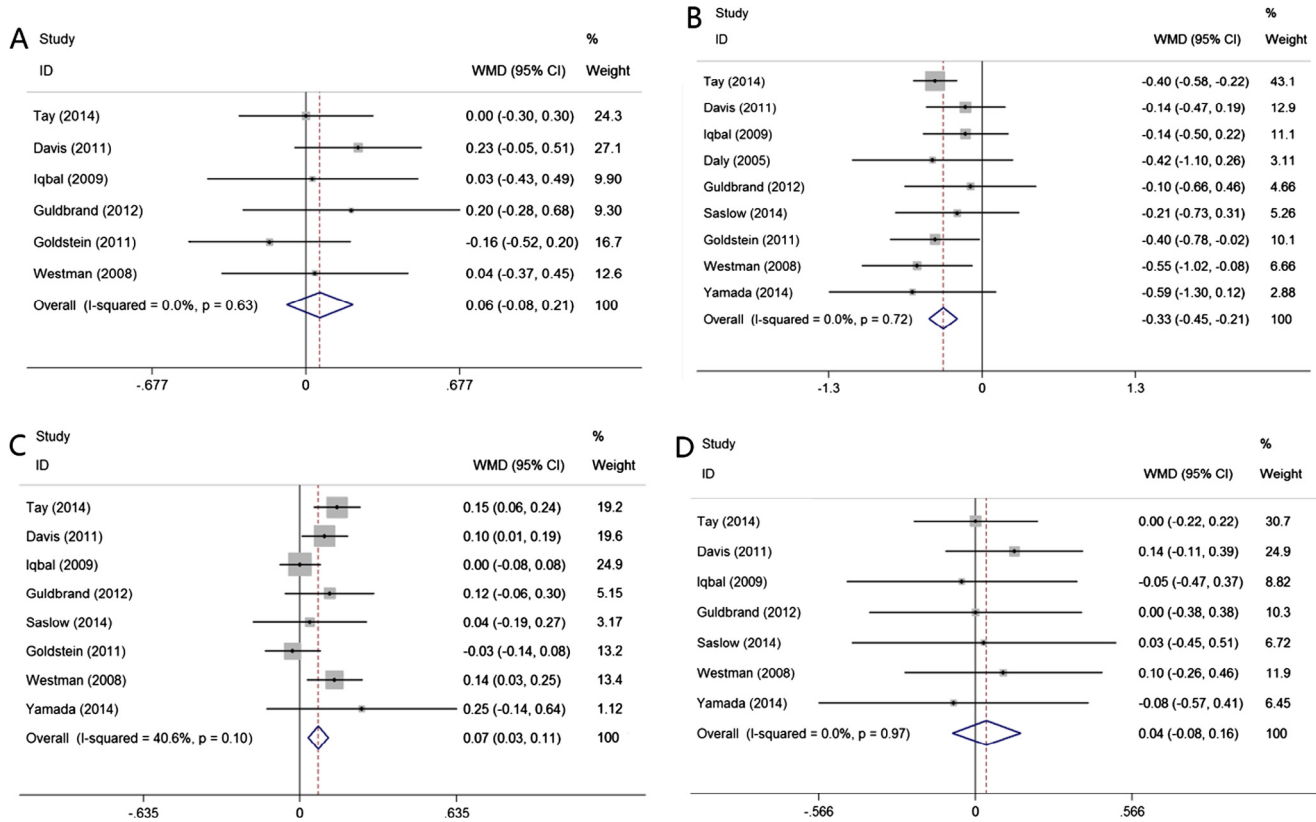 A Study %
ID WMD (95% CI) Weight
Tay (2014) 0.00 (-0.30, 0.30) 24.3
Davis (2011) 0.23 (-0.05, 0.51) 27.1
Iqbal (2009) 0.03 (-0.43, 0.49) 9.90
Guldbrand (2012) 0.20 (-0.28, 0.68) 9.30
Goldstein (2011) -0.16 (-0.52, 0.20) 16.7
Westman (2008) 0.04 (-0.37, 0.45) 12.6
Overall (I-squared = 0.0%, p = 0.63) 0.06 (-0.08, 0.21) 100
-.677 0 .677
B Study %
ID WMD (95% CI) Weight
Tay (2014) -0.40 (-0.58, -0.22) 43.1
Davis (2011) -0.14 (-0.47, 0.19) 12.9
Iqbal (2009) -0.14 (-0.50, 0.22) 11.1
Daly (2005) -0.42 (-1.10, 0.26) 3.11
Guldbrand (2012) -0.10 (-0.66, 0.46) 4.66
Saslow (2014) -0.21 (-0.73, 0.31) 5.26
Goldstein (2011) -0.40 (-0.78, -0.02) 10.1
Westman (2008) -0.55 (-1.02, -0.08) 6.66
Yamada (2014) -0.59 (-1.30, 0.12) 2.88
Overall (I-squared = 0.0%, p = 0.72) -0.33 (-0.45, -0.21) 100
-1.3 0 1.3
C Study %
ID WMD (95% CI) Weight
Tay (2014) 0.15 (0.06, 0.24) 19.2
Davis (2011) 0.10 (0.01, 0.19) 19.6
Iqbal (2009) 0.00 (-0.08, 0.08) 24.9
Guldbrand (2012) 0.12 (-0.06, 0.30) 5.15
Saslow (2014) 0.04 (-0.19, 0.27) 3.17
Goldstein (2011) -0.03 (-0.14, 0.08) 13.2
Westman (2008) 0.14 (0.03, 0.25) 13.4
Yamada (2014) 0.25 (-0.14, 0.64) 1.12
Overall (I-squared = 40.6%, p = 0.10) 0.07 (0.03, 0.11) 100
-.635 0 .635
D Study %
ID WMD (95% CI) Weight
Tay (2014) 0.00 (-0.22, 0.22) 30.7
Davis (2011) 0.14 (-0.11, 0.39) 24.9
Iqbal (2009) -0.05 (-0.47, 0.37) 8.82
Guldbrand (2012) 0.00 (-0.38, 0.38) 10.3
Saslow (2014) 0.03 (-0.45, 0.51) 6.72
Westman (2008) 0.10 (-0.26, 0.46) 11.9
Yamada (2014) -0.08 (-0.57, 0.41) 6.45
Overall (I-squared = 0.0%, p = 0.97) 0.04 (-0.08, 0.16) 100
-.566 0 .566